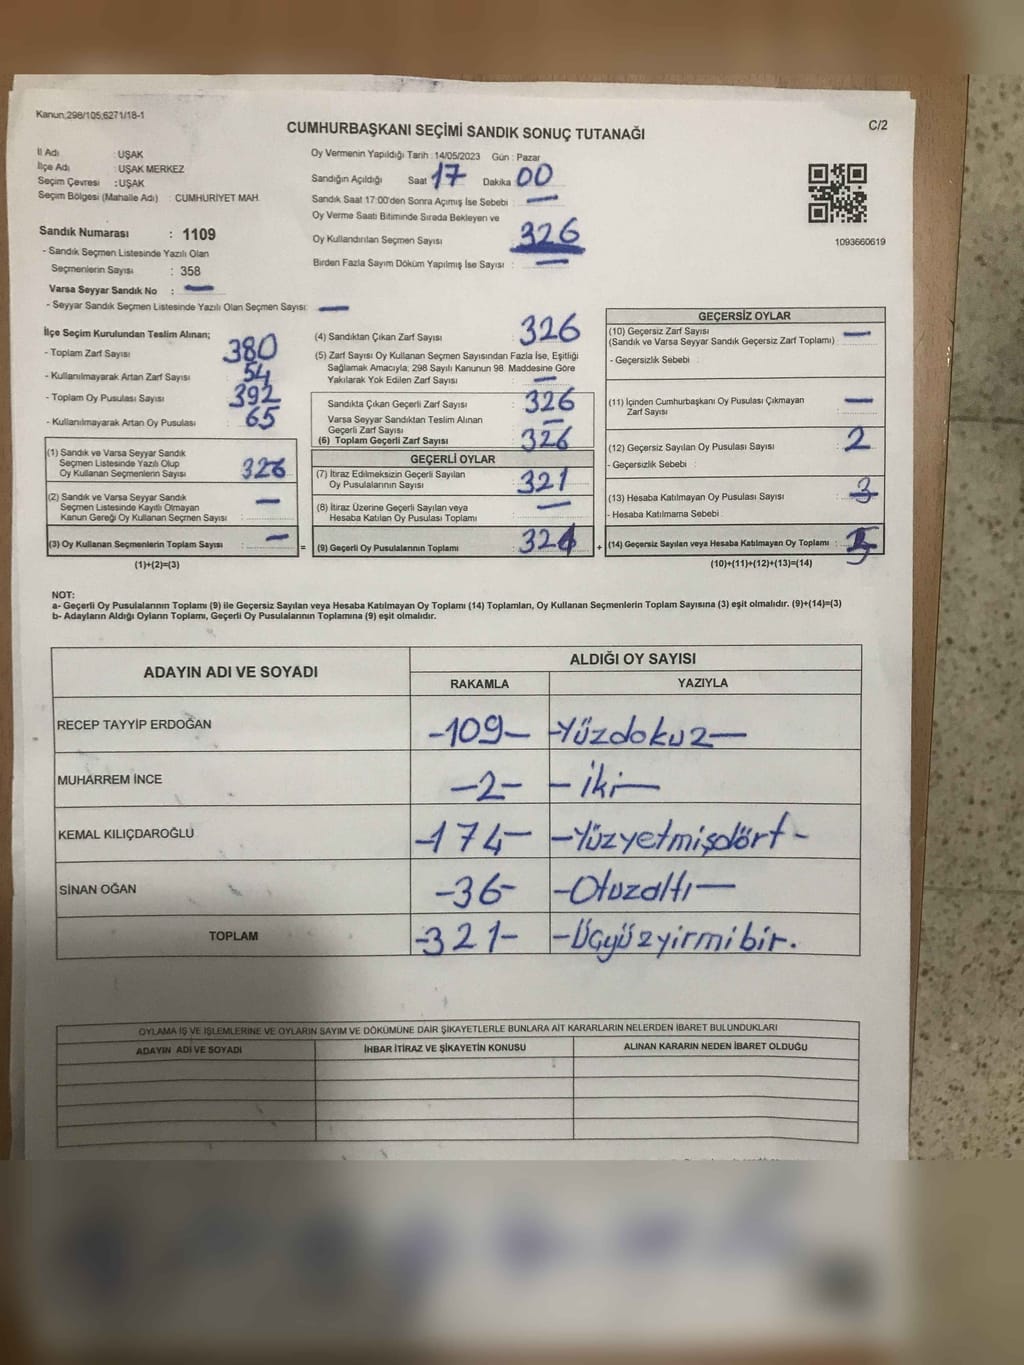 Kanun;298/105;6271/18-1
C/2
CUMHURBAŞKANI SEÇİMİ SANDIK SONUÇ TUTANAĞI
İl Adı : UŞAK
İlçe Adı : UŞAK MERKEZ
Seçim Çevresi : UŞAK
Seçim Bölgesi (Mahalle Adı) : CUMHURİYET MAH.
Sandık Numarası : 1109
- Sandık Seçmen Listesinde Yazılı Olan
Seçmenlerin Sayısı : 358
Varsa Seyyar Sandık No : —
- Seyyar Sandık Seçmen Listesinde Yazılı Olan Seçmen Sayısı: —
Oy Vermenin Yapıldığı Tarih : 14/05/2023 Gün : Pazar
Sandığın Açıldığı Saat 17 Dakika 00
Sandık Saat 17:00'den Sonra Açımış İse Sebebi : —
Oy Verme Saati Bitiminde Sırada Bekleyen ve
Oy Kullandırılan Seçmen Sayısı : 326
Birden Fazla Sayım Döküm Yapılmış İse Sayısı : —
1093660619
İlçe Seçim Kurulundan Teslim Alınan;
- Toplam Zarf Sayısı : 380
- Kullanılmayarak Artan Zarf Sayısı : 54
- Toplam Oy Pusulası Sayısı : 392
- Kullanılmayarak Artan Oy Pusulası : 65
(1) Sandık ve Varsa Seyyar Sandık
Seçmen Listesinde Yazılı Olup
Oy Kullanan Seçmenlerin Sayısı : 326
(2) Sandık ve Varsa Seyyar Sandık
Seçmen Listesinde Kayıtlı Olmayan
Kanun Gereği Oy Kullanan Seçmen Sayısı : —
(3) Oy Kullanan Seçmenlerin Toplam Sayısı : — =
(1)+(2)=(3)
(4) Sandıktan Çıkan Zarf Sayısı : 326
(5) Zarf Sayısı Oy Kullanan Seçmen Sayısından Fazla İse, Eşitliği
Sağlamak Amacıyla; 298 Sayılı Kanunun 98. Maddesine Göre
Yakılarak Yok Edilen Zarf Sayısı : —
Sandıkta Çıkan Geçerli Zarf Sayısı : 326
Varsa Seyyar Sandıktan Teslim Alınan
Geçerli Zarf Sayısı : —
(6) Toplam Geçerli Zarf Sayısı : 326
GEÇERLİ OYLAR
(7) İtiraz Edilmeksizin Geçerli Sayılan
Oy Pusulalarının Sayısı : 321
(8) İtiraz Üzerine Geçerli Sayılan veya
Hesaba Katılan Oy Pusulası Toplamı : —
(9) Geçerli Oy Pusulalarının Toplamı : 321 +
GEÇERSİZ OYLAR
(10) Geçersiz Zarf Sayısı : —
(Sandık ve Varsa Seyyar Sandık Geçersiz Zarf Toplamı)
- Geçersizlik Sebebi :
(11) İçinden Cumhurbaşkanı Oy Pusulası Çıkmayan
Zarf Sayısı : —
(12) Geçersiz Sayılan Oy Pusulası Sayısı : 2
- Geçersizlik Sebebi :
(13) Hesaba Katılmayan Oy Pusulası Sayısı : 3
- Hesaba Katılmama Sebebi :
(14) Geçersiz Sayılan veya Hesaba Katılmayan Oy Toplamı : 5
(10)+(11)+(12)+(13)=(14)
NOT:
a- Geçerli Oy Pusulalarının Toplamı (9) ile Geçersiz Sayılan veya Hesaba Katılmayan Oy Toplamı (14) Toplamları, Oy Kullanan Seçmenlerin Toplam Sayısına (3) eşit olmalıdır. (9)+(14)=(3)
b- Adayların Aldığı Oyların Toplamı, Geçerli Oy Pusulalarının Toplamına (9) eşit olmalıdır.
ADAYIN ADI VE SOYADI
ALDIĞI OY SAYISI
RAKAMLA YAZIYLA
RECEP TAYYİP ERDOĞAN -109- -Yüzdokuz-
MUHARREM İNCE -2- -İki-
KEMAL KILIÇDAROĞLU -174- -Yüzyetmişdört-
SİNAN OĞAN -36- -Otuzaltı-
TOPLAM -321- -Üçyüzyirmibir.
OYLAMA İŞ VE İŞLEMLERİNE VE OYLARIN SAYIM VE DÖKÜMÜNE DAİR ŞİKAYETLERLE BUNLARA AİT KARARLARIN NELERDEN İBARET BULUNDUKLARI
ADAYIN ADI VE SOYADI İHBAR İTİRAZ VE ŞİKAYETİN KONUSU ALINAN KARARIN NEDEN İBARET OLDUĞU